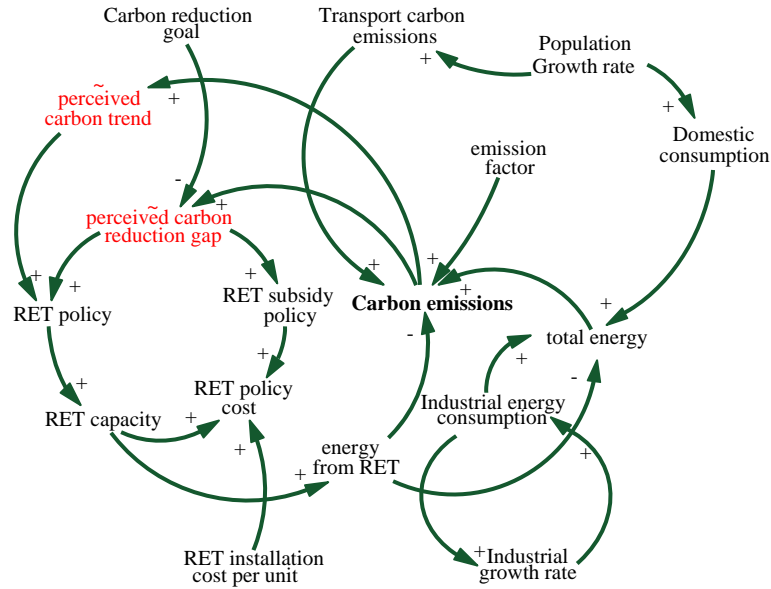 Carbon reduction
goal
Transport carbon
emissions
Population
Growth rate
+
~
perceived
carbon trend
+
+
Domestic
consumption
emission
factor
-
~
perceived carbon
reduction gap
+
+
+
+
RET policy
RET subsidy
policy
+
+
+
Carbon emissions
+
total energy
-
+
+
-
+
RET capacity
+
RET policy
cost
Industrial energy
consumption
+
+
+
energy
from RET
RET installation
cost per unit
+
Industrial
growth rate